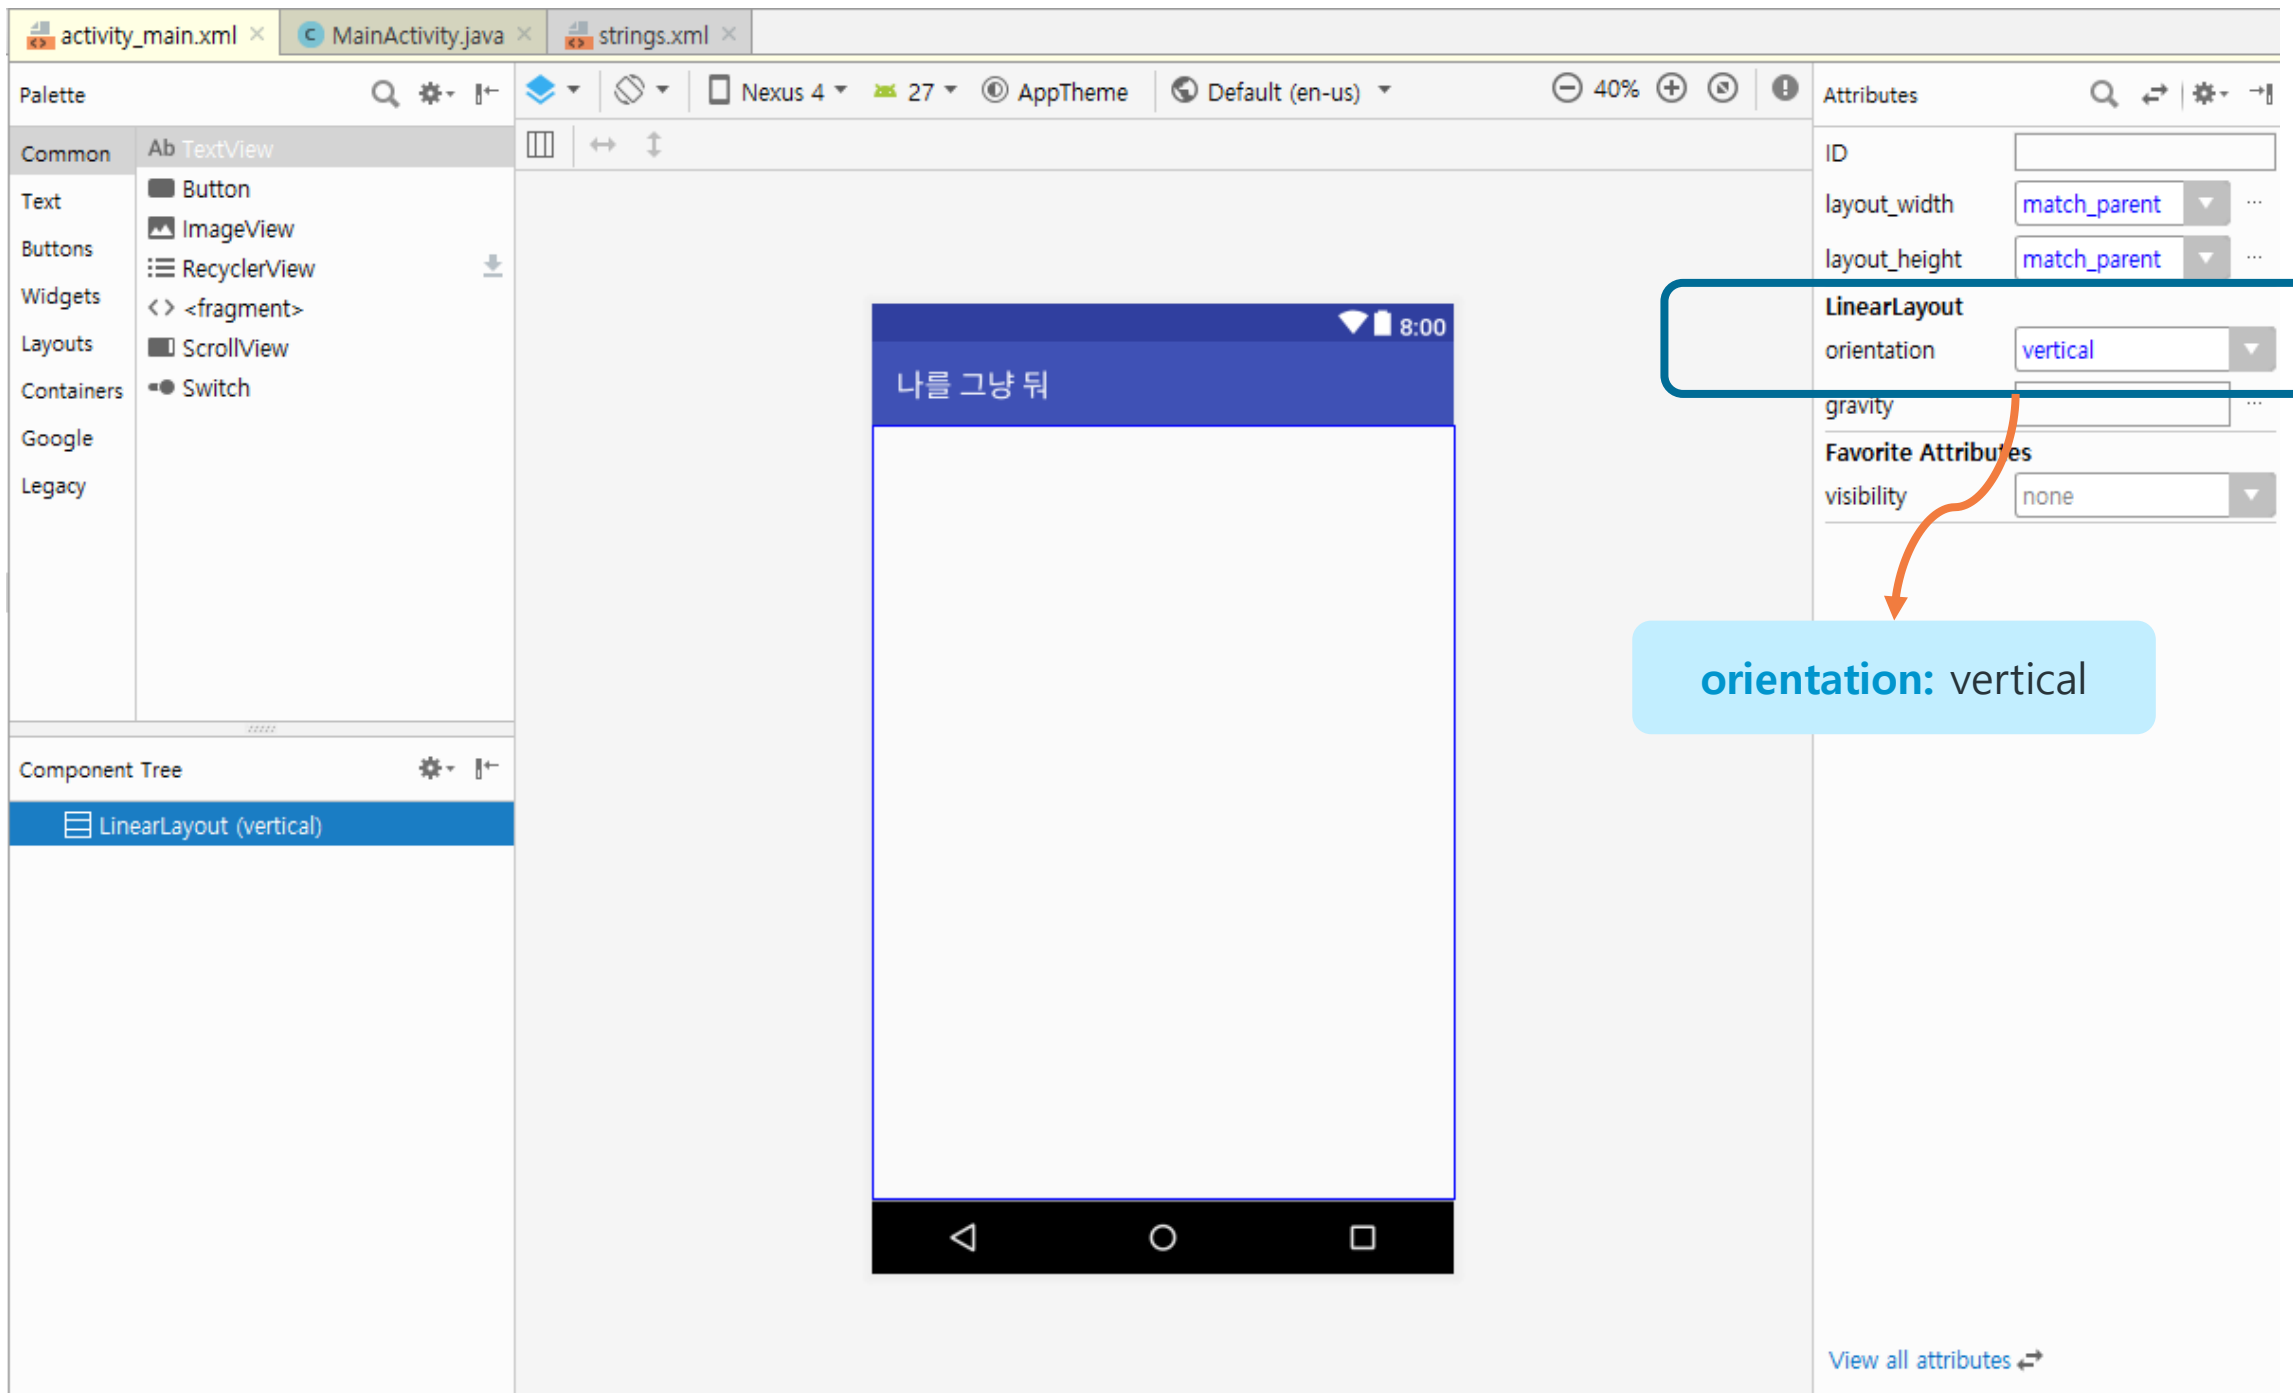 activity_main.xml
MainActivity.java
strings.xml
Palette
Nexus 4
27
AppTheme
Default (en-us)
40%
Attributes
Common
Text
Buttons
Widgets
Layouts
Containers
Google
Legacy
Ab TextView
Button
ImageView
RecyclerView
<fragment>
ScrollView
Switch
ID
layout_width match_parent
layout_height match_parent
LinearLayout
orientation vertical
gravity
Favorite Attributes
visibility none
8:00
나를 그냥 둬
orientation: vertical
Component Tree
LinearLayout (vertical)
View all attributes